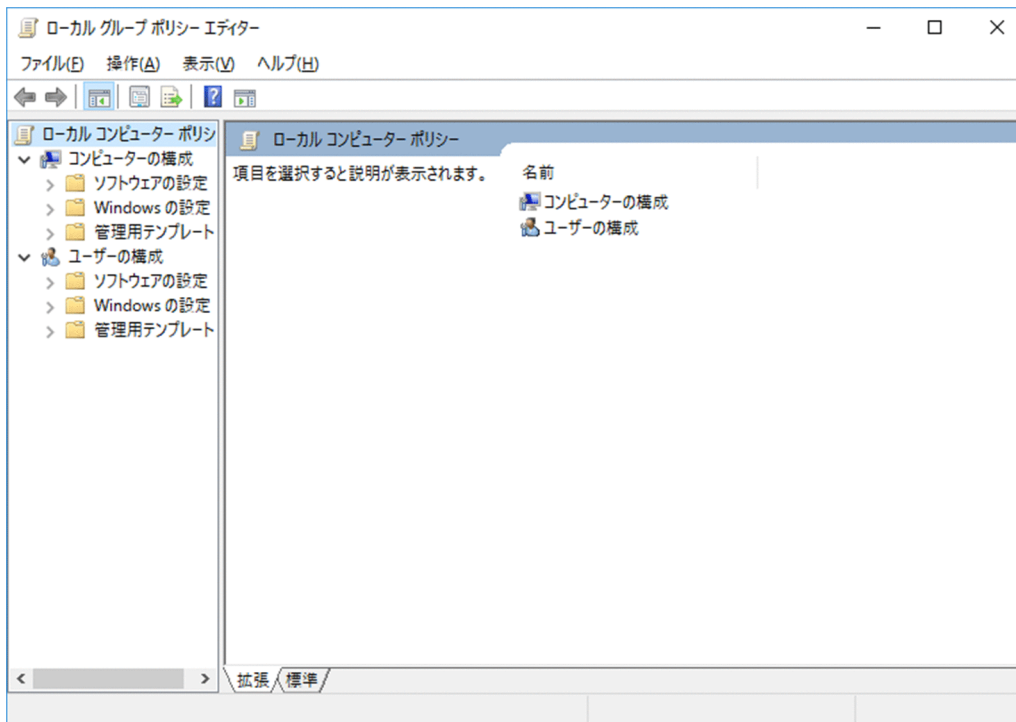 ローカル グループ ポリシー エディター
ファイル(F) 操作(A) 表示(V) ヘルプ(H)
ローカル コンピューター ポリシ
コンピューターの構成
ソフトウェアの設定
Windows の設定
管理用テンプレート
ユーザーの構成
ソフトウェアの設定
Windows の設定
管理用テンプレート
ローカル コンピューター ポリシー
項目を選択すると説明が表示されます。
名前
コンピューターの構成
ユーザーの構成
拡張 標準